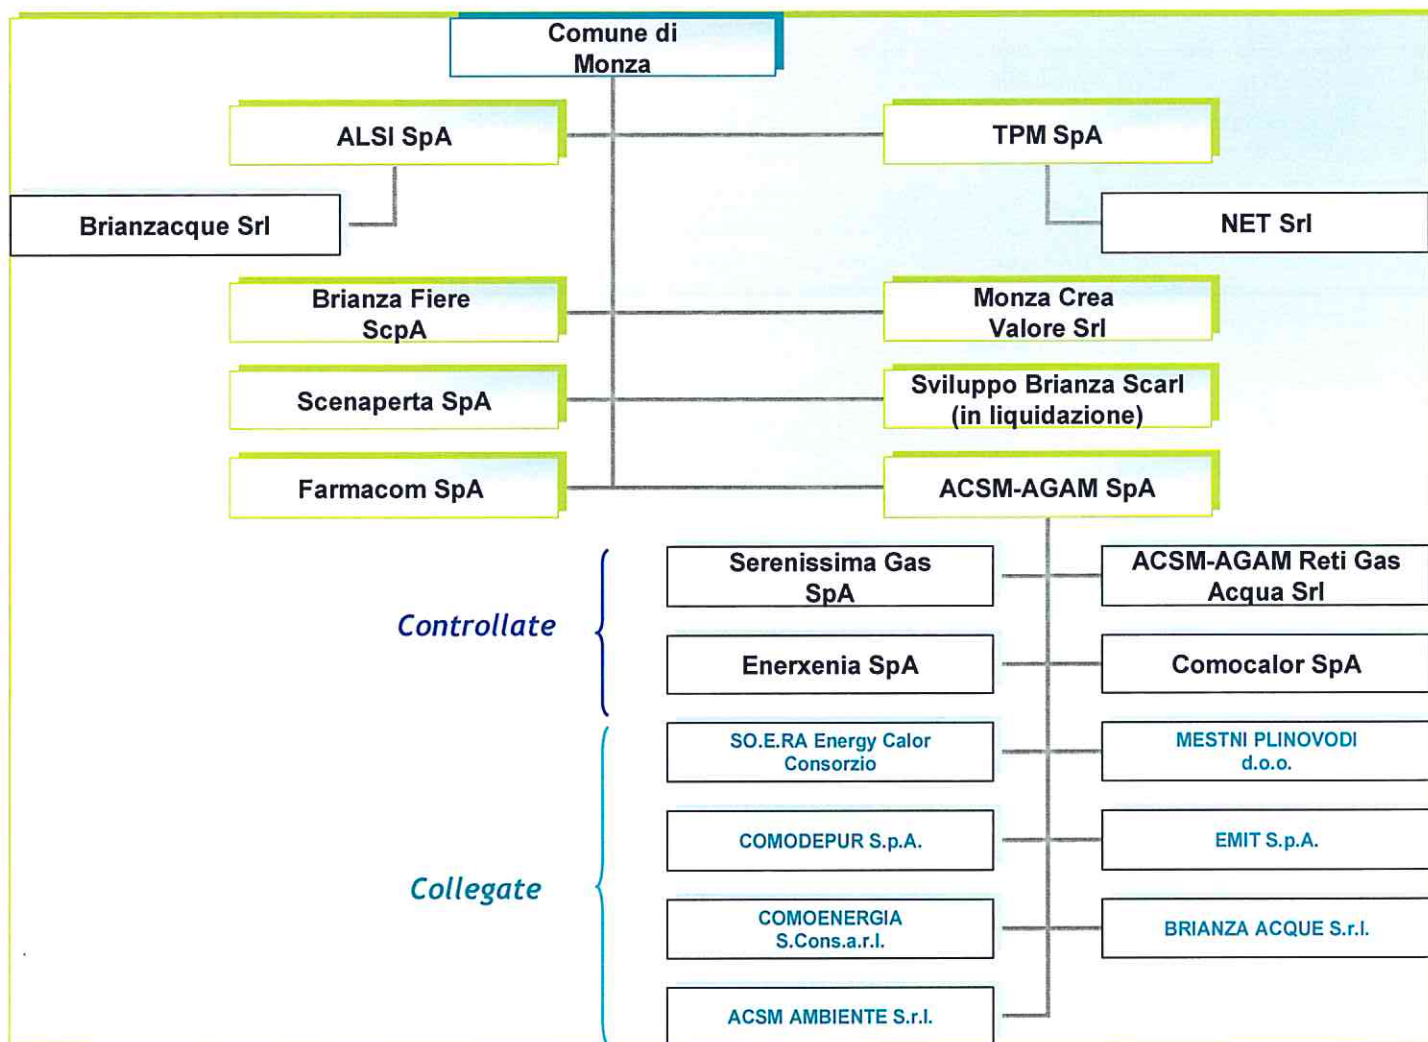 Comune di
Monza
ALSI SpA
TPM SpA
Brianzacque Srl
NET Srl
Brianza Fiere
ScpA
Monza Crea
Valore Srl
Scenaperta SpA
Sviluppo Brianza Scarl
(in liquidazione)
Farmacom SpA
ACSM-AGAM SpA
Controllate
Serenissima Gas
SpA
ACSM-AGAM Reti Gas
Acqua Srl
Enerxenia SpA
Comocalor SpA
Collegate
SO.E.RA Energy Calor
Consorzio
MESTNI PLINOVODI
d.o.o.
COMODEPUR S.p.A.
EMIT S.p.A.
COMOENERGIA
S.Cons.a.r.l.
BRIANZA ACQUE S.r.l.
ACSM AMBIENTE S.r.l.